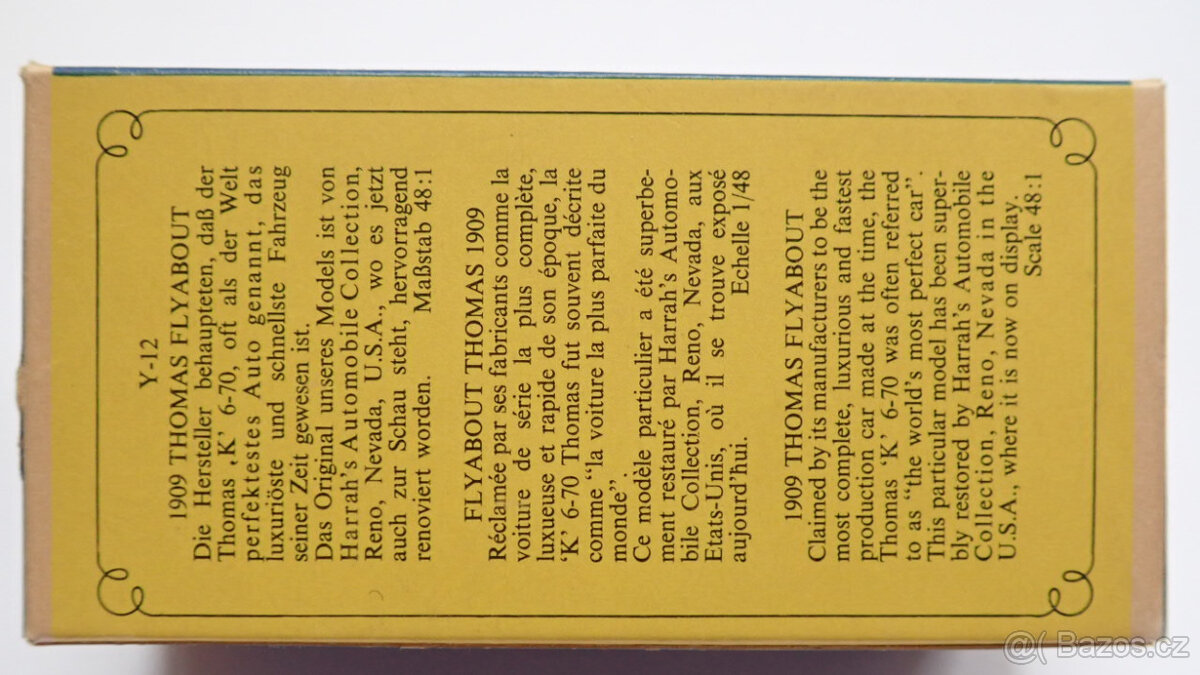 Y-12
1909 THOMAS FLYABOUT
Die Hersteller behaupteten, daß der
Thomas ‚K' 6-70, oft als der Welt
perfektestes Auto genannt, das
luxuriöste und schnellste Fahrzeug
seiner Zeit gewesen ist.
Das Original unseres Models ist von
Harrah's Automobile Collection,
Reno, Nevada, U.S.A., wo es jetzt
auch zur Schau steht, hervorragend
renoviert worden. Maßstab 48:1
FLYABOUT THOMAS 1909
Réclamée par ses fabricants comme la
voiture de série la plus complète,
luxueuse et rapide de son époque, la
‘K’ 6-70 Thomas fut souvent décrite
comme “la voiture la plus parfaite du
monde”.
Ce modèle particulier a été superbe-
ment restauré par Harrah's Automo-
bile Collection, Reno, Nevada, aux
Etats-Unis, où il se trouve exposé
aujourd'hui. Echelle 1/48
1909 THOMAS FLYABOUT
Claimed by its manufacturers to be the
most complete, luxurious and fastest
production car made at the time, the
Thomas ‘K’ 6-70 was often referred
to as “the world's most perfect car”.
This particular model has been super-
bly restored by Harrah's Automobile
Collection, Reno, Nevada in the
U.S.A., where it is now on display.
Scale 48:1
@( Bazos.cz